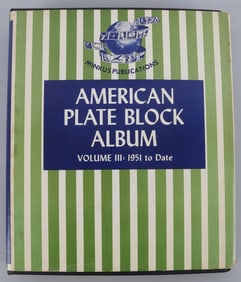 MINKUS PUBLICATIONS
AMERICAN
PLATE BLOCK
ALBUM
VOLUME III: 1951 to Date